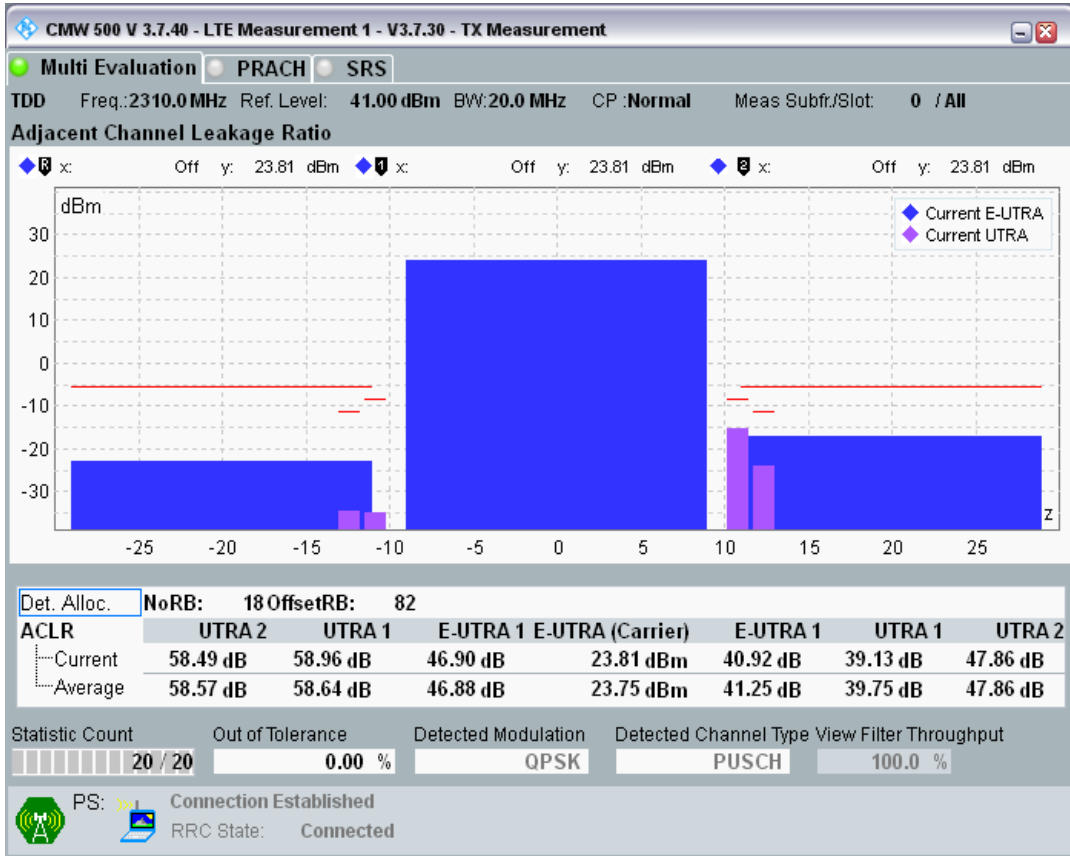 CMW 500 V 3.7.40 - LTE Measurement 1 - V3.7.30 - TX Measurement
Multi Evaluation PRACH SRS
TDD Freq.:2310.0 MHz Ref. Level: 41.00 dBm BW:20.0 MHz CP :Normal Meas Subfr./Slot: 0 / All
Adjacent Channel Leakage Ratio
R x: Off y: 23.81 dBm 1 x: Off y: 23.81 dBm 2 x: Off y: 23.81 dBm
dBm
Current E-UTRA
Current UTRA
30
20
10
0
-10
-20
-30
z
-25 -20 -15 -10 -5 0 5 10 15 20 25
Det. Alloc. NoRB: 18 OffsetRB: 82
ACLR UTRA 2 UTRA 1 E-UTRA 1 E-UTRA (Carrier) E-UTRA 1 UTRA 1 UTRA 2
Current 58.49 dB 58.96 dB 46.90 dB 23.81 dBm 40.92 dB 39.13 dB 47.86 dB
Average 58.57 dB 58.64 dB 46.88 dB 23.75 dBm 41.25 dB 39.75 dB 47.86 dB
Statistic Count Out of Tolerance Detected Modulation Detected Channel Type View Filter Throughput
20 / 20 0.00 % QPSK PUSCH 100.0 %
PS: Connection Established
RRC State: Connected